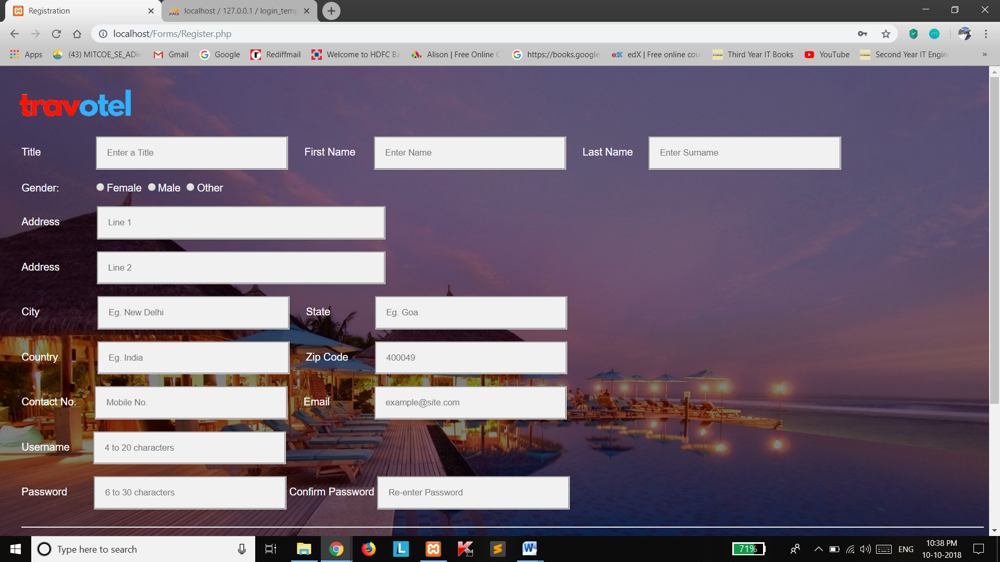 Registration
localhost / 127.0.0.1 / login_temp
localhost/Forms/Register.php
Apps
(43) MITCOE_SE_ADiv
Gmail
Google
Rediffmail
Welcome to HDFC Ba
Alison | Free Online C
https://books.google
edX | Free online cou
Third Year IT Books
YouTube
Second Year IT Engin
»
travotel
Title
Enter a Title
First Name
Enter Name
Last Name
Enter Surname
Gender:
Female
Male
Other
Address
Line 1
Address
Line 2
City
Eg. New Delhi
State
Eg. Goa
Country
Eg. India
Zip Code
400049
Contact No.
Mobile No.
Email
example@site.com
Username
4 to 20 characters
Password
6 to 30 characters
Confirm Password
Re-enter Password
Type here to search
71%
ENG
10:38 PM
10-10-2018